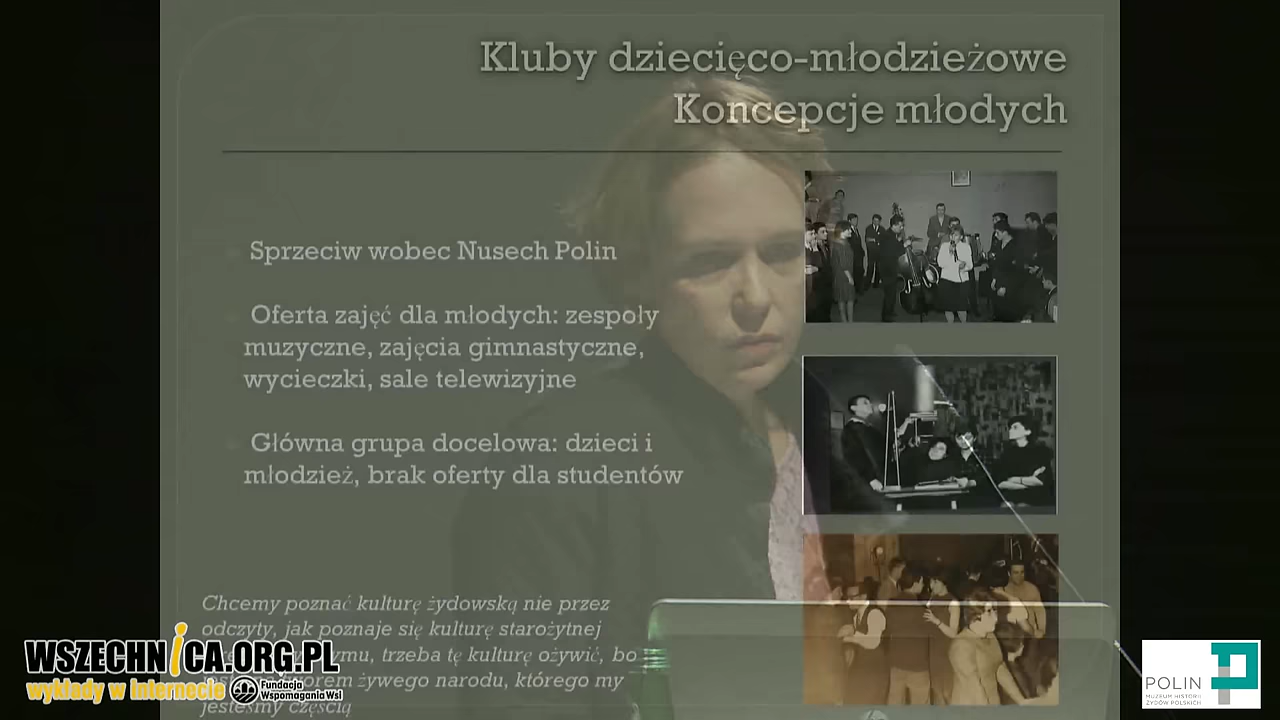 Kluby dziecięco-młodzieżowe
Koncepcje młodych
Sprzeciw wobec Nusech Polin
Oferta zajęć dla młodych: zespoły
muzyczne, zajęcia gimnastyczne,
wycieczki, sale telewizyjne
Główna grupa docelowa: dzieci i
młodzież, brak oferty dla studentów
Chcemy poznać kulturę żydowską nie przez
odczyty, jak poznaje się kulturę starożytnej
trzeba tę kulturę ożywić, bo
żywego narodu, którego my
jesteśmy częścią
WSZECHNICA.ORG.PL
wykłady w internecie
Fundacja
Wspomagania Wsi
POLIN
MUZEUM HISTORII
ŻYDÓW POLSKICH